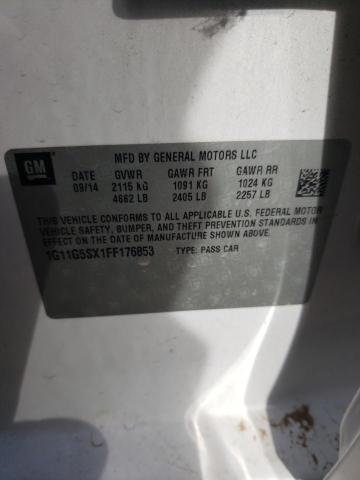 GM
MFD BY GENERAL MOTORS LLC
DATE GVWR GAWR FRT GAWR RR
09/14 2115 KG 1091 KG 1024 KG
4662 LB 2405 LB 2257 LB
THIS VEHICLE CONFORMS TO ALL APPLICABLE U.S. FEDERAL MOTOR
VEHICLE SAFETY, BUMPER, AND THEFT PREVENTION STANDARDS
IN EFFECT ON THE DATE OF MANUFACTURE SHOWN ABOVE.
1G11G5SX1FF176853 TYPE: PASS CAR